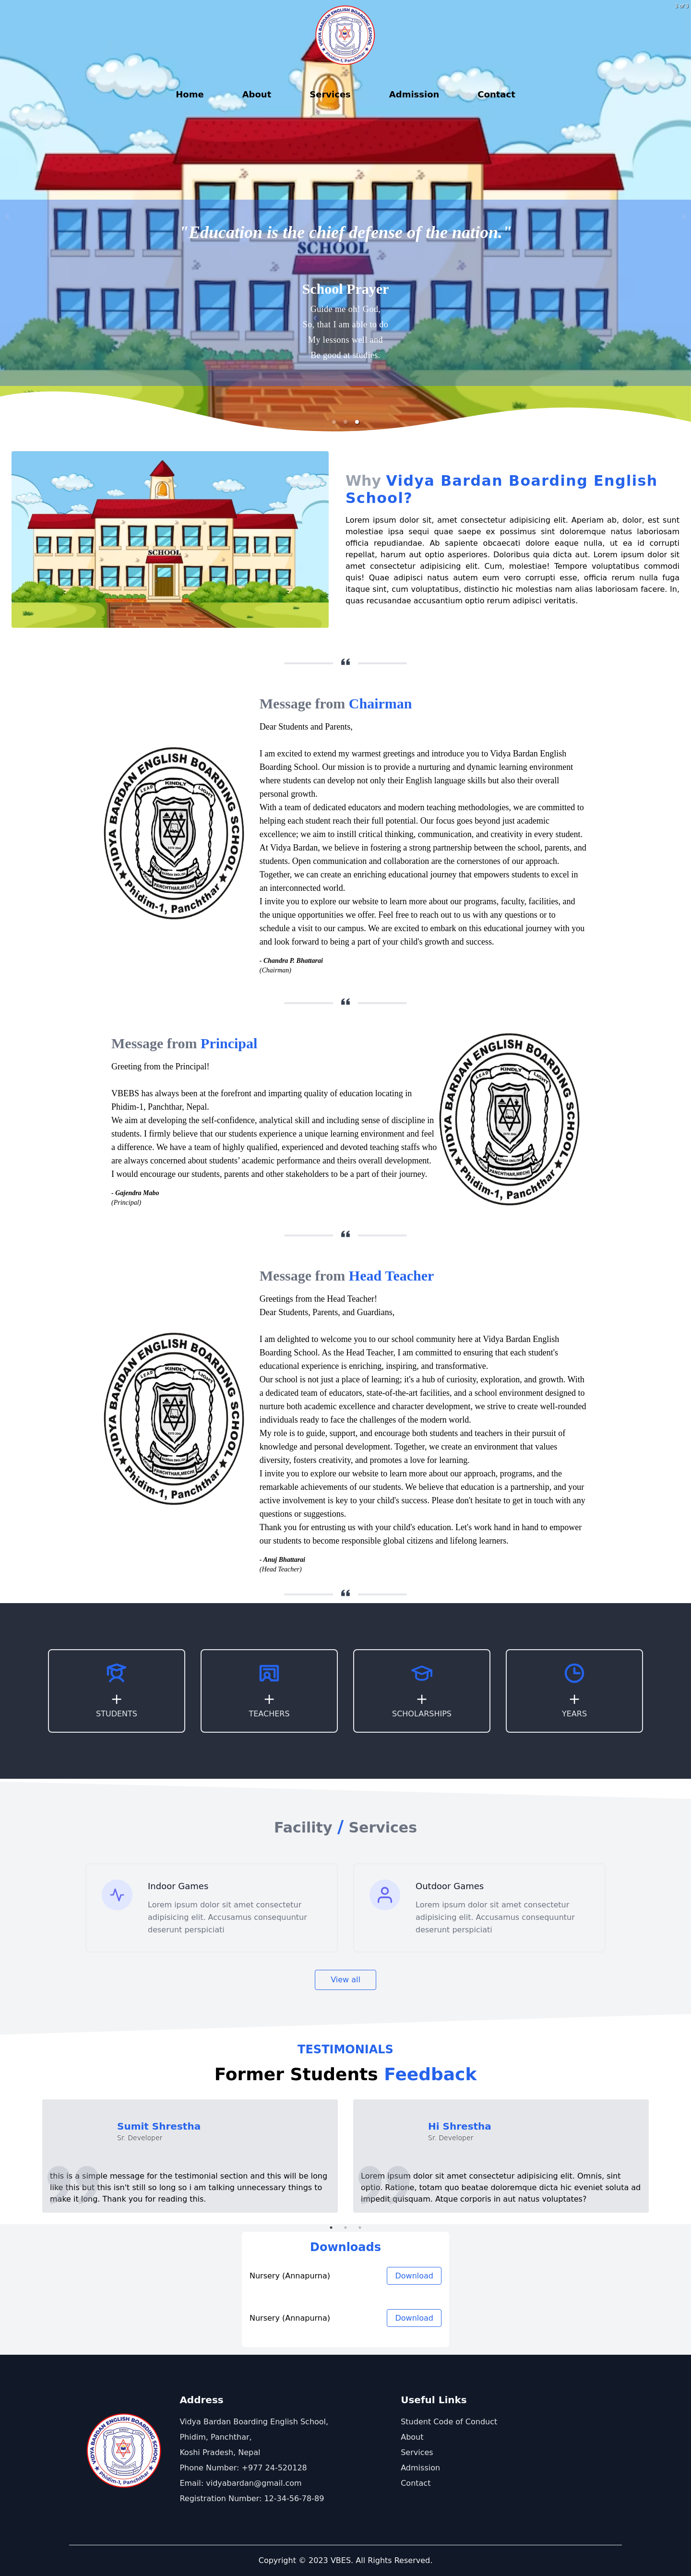 3 of 3
VIDYA BARDAN ENGLISH BOARDING SCHOOL
Phidim-1, Panchthar
Home About Services Admission Contact
"Education is the chief defense of the nation."
SCHOOL
School Prayer
Guide me oh! God,
So, that I am able to do
My lessons well and
Be good at studies.
SCHOOL
Why Vidya Bardan Boarding English
School?
Lorem ipsum dolor sit, amet consectetur adipisicing elit. Aperiam ab, dolor, est sunt
molestiae ipsa sequi quae saepe ex possimus sint doloremque natus laboriosam
officia repudiandae. Ab sapiente obcaecati dolore eaque nulla, ut ea id corrupti
repellat, harum aut optio asperiores. Doloribus quia dicta aut. Lorem ipsum dolor sit
amet consectetur adipisicing elit. Cum, molestiae! Tempore voluptatibus commodi
quis! Quae adipisci natus autem eum vero corrupti esse, officia rerum nulla fuga
itaque sint, cum voluptatibus, distinctio hic molestias nam alias laboriosam facere. In,
quas recusandae accusantium optio rerum adipisci veritatis.
Message from Chairman
Dear Students and Parents,
I am excited to extend my warmest greetings and introduce you to Vidya Bardan English
Boarding School. Our mission is to provide a nurturing and dynamic learning environment
where students can develop not only their English language skills but also their overall
personal growth.
With a team of dedicated educators and modern teaching methodologies, we are committed to
helping each student reach their full potential. Our focus goes beyond just academic
excellence; we aim to instill critical thinking, communication, and creativity in every student.
At Vidya Bardan, we believe in fostering a strong partnership between the school, parents, and
students. Open communication and collaboration are the cornerstones of our approach.
Together, we can create an enriching educational journey that empowers students to excel in
an interconnected world.
I invite you to explore our website to learn more about our programs, faculty, facilities, and
the unique opportunities we offer. Feel free to reach out to us with any questions or to
schedule a visit to our campus. We are excited to embark on this educational journey with you
and look forward to being a part of your child's growth and success.
- Chandra P. Bhattarai
(Chairman)
VIDYA BARDAN ENGLISH BOARDING SCHOOL
LEAD KINDLY LIGHT
PANCHTHAR,MECHI
Phidim-1, Panchthar
Message from Principal
Greeting from the Principal!
VBEBS has always been at the forefront and imparting quality of education locating in
Phidim-1, Panchthar, Nepal.
We aim at developing the self-confidence, analytical skill and including sense of discipline in
students. I firmly believe that our students experience a unique learning environment and feel
a difference. We have a team of highly qualified, experienced and devoted teaching staffs who
are always concerned about students’ academic performance and theirs overall development.
I would encourage our students, parents and other stakeholders to be a part of their journey.
- Gajendra Mabo
(Principal)
VIDYA BARDAN ENGLISH BOARDING SCHOOL
LEAD KINDLY LIGHT
PANCHTHAR,MECHI
Phidim-1, Panchthar
Message from Head Teacher
Greetings from the Head Teacher!
Dear Students, Parents, and Guardians,
I am delighted to welcome you to our school community here at Vidya Bardan English
Boarding School. As the Head Teacher, I am committed to ensuring that each student's
educational experience is enriching, inspiring, and transformative.
Our school is not just a place of learning; it's a hub of curiosity, exploration, and growth. With
a dedicated team of educators, state-of-the-art facilities, and a school environment designed to
nurture both academic excellence and character development, we strive to create well-rounded
individuals ready to face the challenges of the modern world.
My role is to guide, support, and encourage both students and teachers in their pursuit of
knowledge and personal development. Together, we create an environment that values
diversity, fosters creativity, and promotes a love for learning.
I invite you to explore our website to learn more about our approach, programs, and the
remarkable achievements of our students. We believe that education is a partnership, and your
active involvement is key to your child's success. Please don't hesitate to get in touch with any
questions or suggestions.
Thank you for entrusting us with your child's education. Let's work hand in hand to empower
our students to become responsible global citizens and lifelong learners.
- Anuj Bhattarai
(Head Teacher)
VIDYA BARDAN ENGLISH BOARDING SCHOOL
LEAD KINDLY LIGHT
PANCHTHAR,MECHI
Phidim-1, Panchthar
+ + + +
STUDENTS TEACHERS SCHOLARSHIPS YEARS
Facility / Services
Indoor Games
Lorem ipsum dolor sit amet consectetur
adipisicing elit. Accusamus consequuntur
deserunt perspiciati
Outdoor Games
Lorem ipsum dolor sit amet consectetur
adipisicing elit. Accusamus consequuntur
deserunt perspiciati
View all
TESTIMONIALS
Former Students Feedback
Sumit Shrestha
Sr. Developer
this is a simple message for the testimonial section and this will be long
like this but this isn't still so long so i am talking unnecessary things to
make it long. Thank you for reading this.
Hi Shrestha
Sr. Developer
Lorem ipsum dolor sit amet consectetur adipisicing elit. Omnis, sint
optio. Ratione, totam quo beatae doloremque dicta hic eveniet soluta ad
impedit quisquam. Atque corporis in aut natus voluptates?
Downloads
Nursery (Annapurna) Download
Nursery (Annapurna) Download
VIDYA BARDAN ENGLISH BOARDING SCHOOL
Phidim-1, Panchthar
Address
Vidya Bardan Boarding English School,
Phidim, Panchthar,
Koshi Pradesh, Nepal
Phone Number: +977 24-520128
Email: vidyabardan@gmail.com
Registration Number: 12-34-56-78-89
Useful Links
Student Code of Conduct
About
Services
Admission
Contact
Copyright © 2023 VBES. All Rights Reserved.